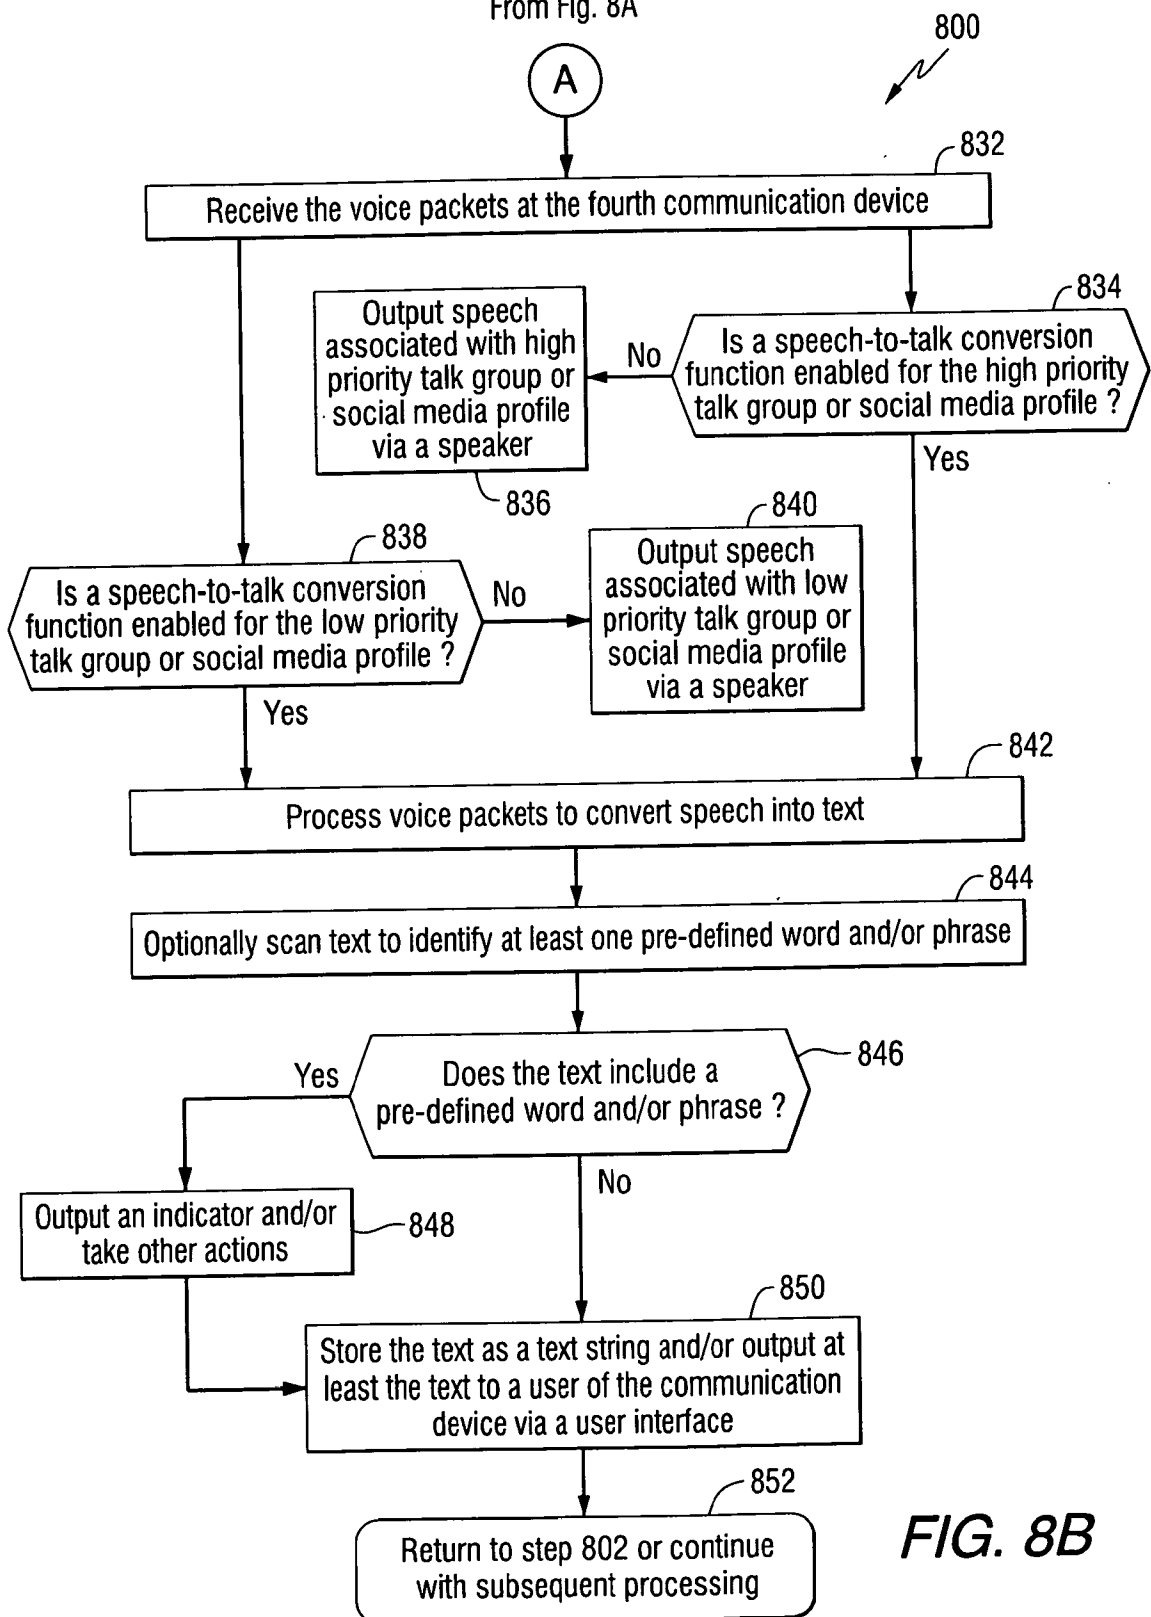 From Fig. 8A
800
A
832
Receive the voice packets at the fourth communication device
834
Output speech
associated with high
priority talk group or
social media profile
via a speaker
No
Is a speech-to-talk conversion
function enabled for the high priority
talk group or social media profile ?
Yes
836
840
838
Is a speech-to-talk conversion
function enabled for the low priority
talk group or social media profile ?
No
Output speech
associated with low
priority talk group or
social media profile
via a speaker
Yes
842
Process voice packets to convert speech into text
844
Optionally scan text to identify at least one pre-defined word and/or phrase
846
Yes
Does the text include a
pre-defined word and/or phrase ?
No
Output an indicator and/or
take other actions
848
850
Store the text as a text string and/or output at
least the text to a user of the communication
device via a user interface
852
Return to step 802 or continue
with subsequent processing
FIG. 8B